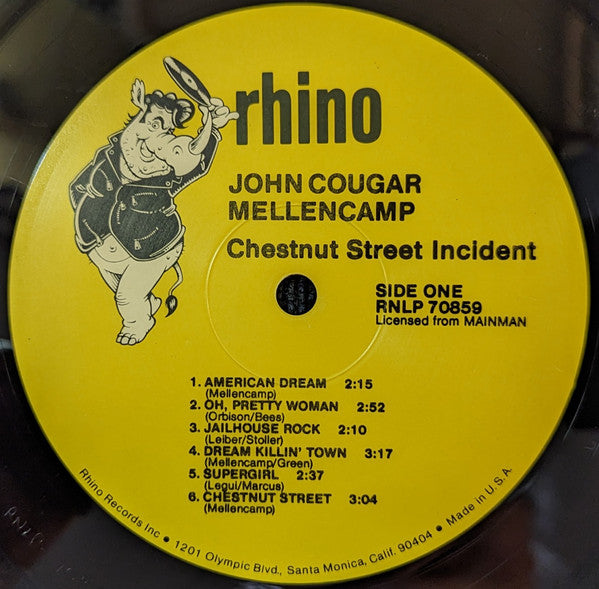 rhino
JOHN COUGAR
MELLENCAMP
Chestnut Street Incident
SIDE ONE
RNLP 70859
Licensed from MAINMAN
1. AMERICAN DREAM 2:15
(Mellencamp)
2. OH, PRETTY WOMAN 2:52
(Orbison/Bees)
3. JAILHOUSE ROCK 2:10
(Leiber/Stoller)
4. DREAM KILLIN' TOWN 3:17
(Mellencamp/Green)
5. SUPERGIRL 2:37
(Legui/Marcus)
6. CHESTNUT STREET 3:04
(Mellencamp)
Rhino Records Inc • 1201 Olympic Blvd., Santa Monica, Calif. 90404 • Made in U.S.A.